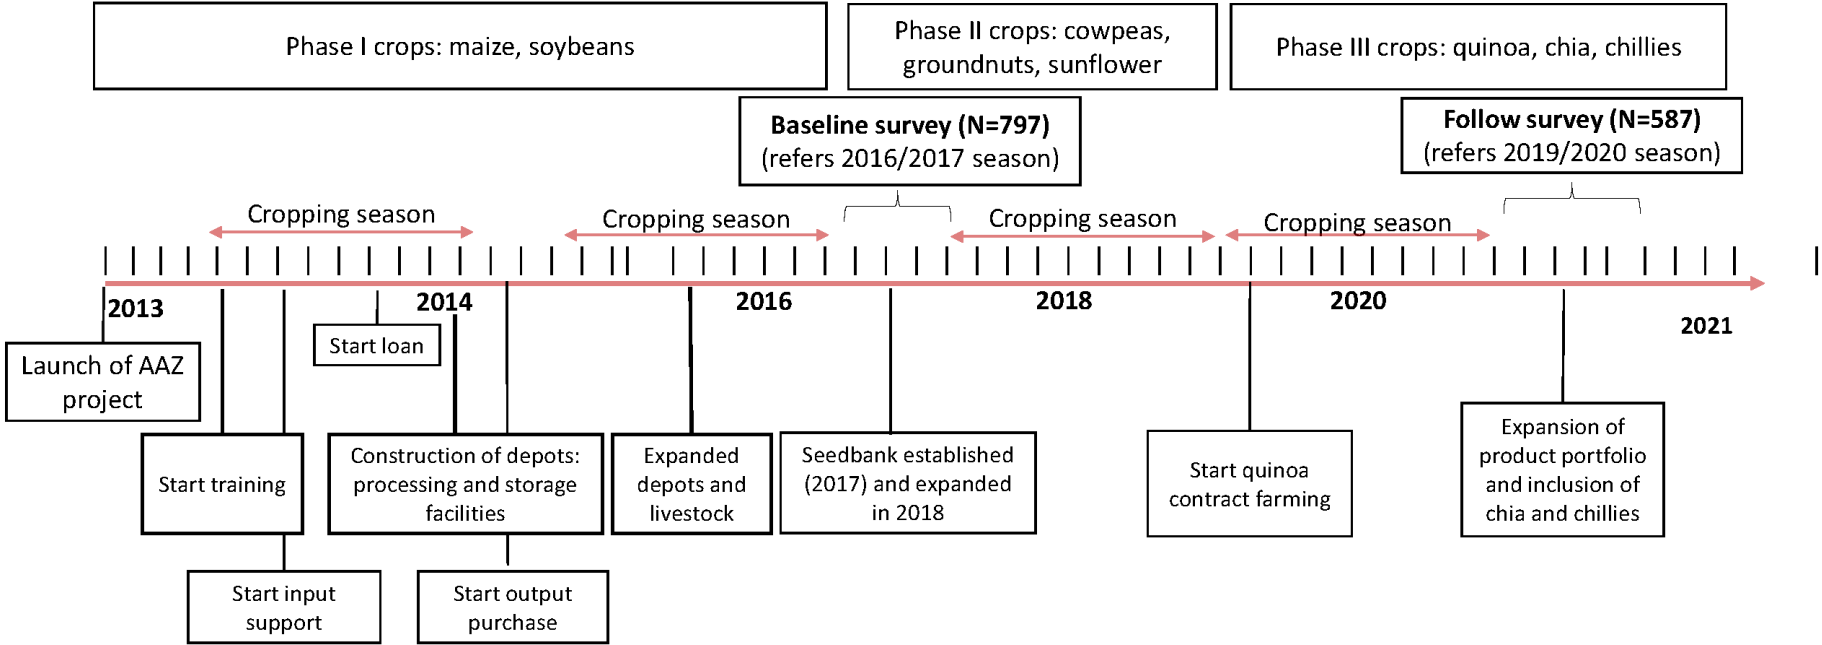 Phase I crops: maize, soybeans
Phase II crops: cowpeas,
groundnuts, sunflower
Phase III crops: quinoa, chia, chillies
Baseline survey (N=797)
(refers 2016/2017 season)
Follow survey (N=587)
(refers 2019/2020 season)
Cropping season
Cropping season
Cropping season
Cropping season
2013
2014
2016
2018
2020
2021
Launch of AAZ
project
Start loan
Start training
Construction of depots:
processing and storage
facilities
Expanded
depots and
livestock
Seedbank established
(2017) and expanded
in 2018
Start quinoa
contract farming
Expansion of
product portfolio
and inclusion of
chia and chillies
Start input
support
Start output
purchase